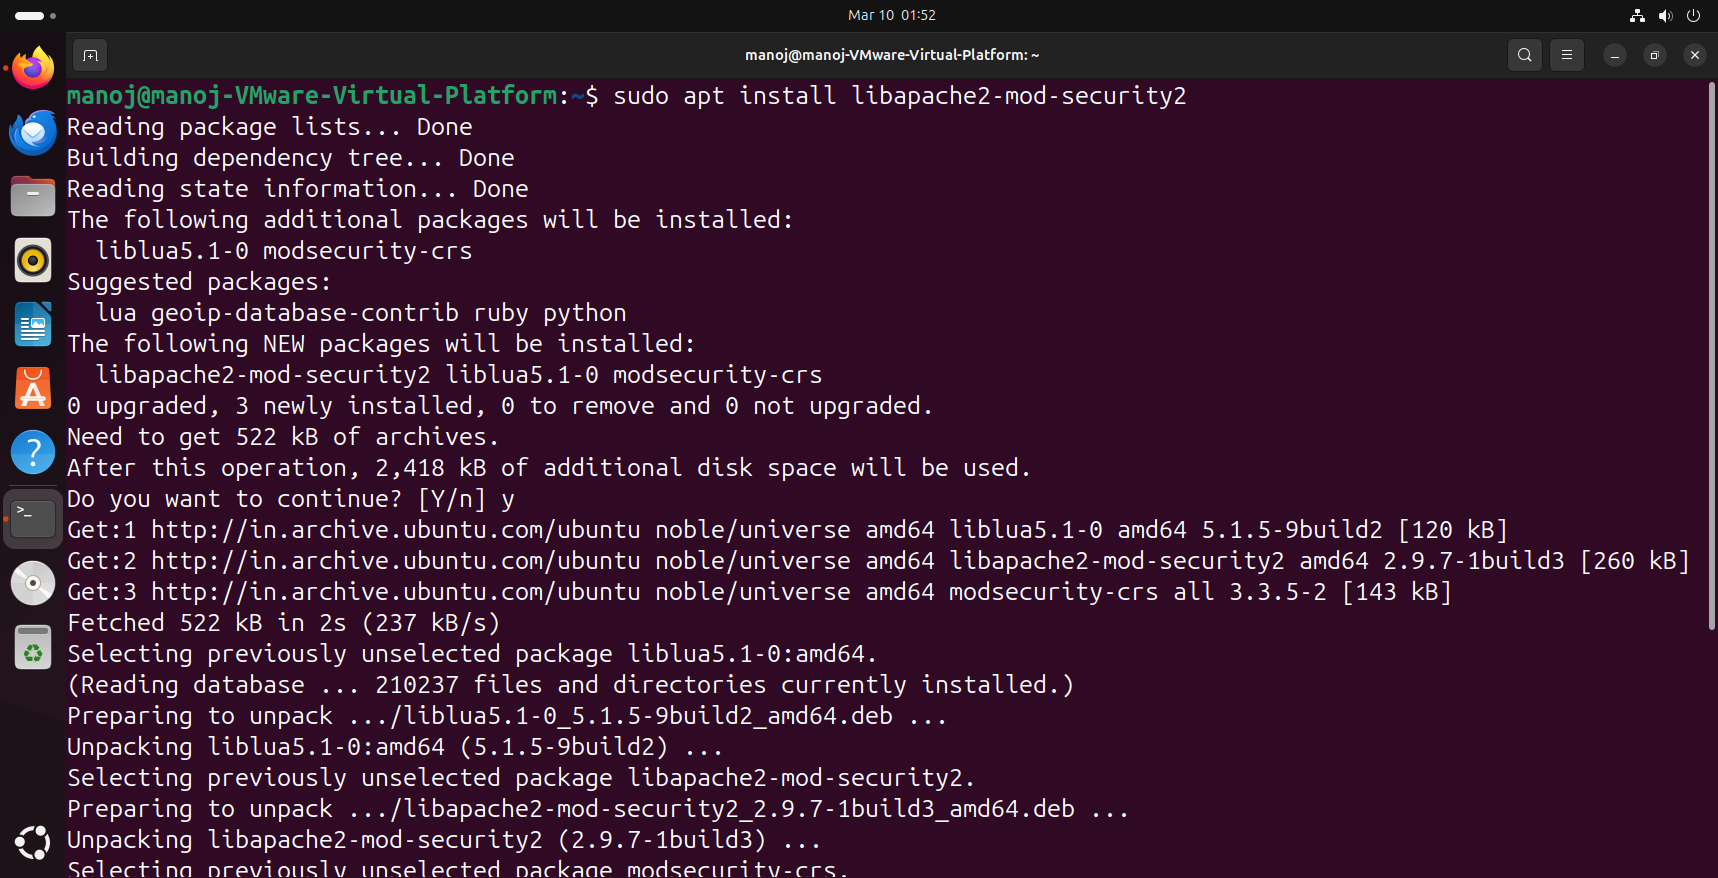 Mar 10 01:52
manoj@manoj-VMware-Virtual-Platform: ~
manoj@manoj-VMware-Virtual-Platform:~$ sudo apt install libapache2-mod-security2
Reading package lists... Done
Building dependency tree... Done
Reading state information... Done
The following additional packages will be installed:
  liblua5.1-0 modsecurity-crs
Suggested packages:
  lua geoip-database-contrib ruby python
The following NEW packages will be installed:
  libapache2-mod-security2 liblua5.1-0 modsecurity-crs
0 upgraded, 3 newly installed, 0 to remove and 0 not upgraded.
Need to get 522 kB of archives.
After this operation, 2,418 kB of additional disk space will be used.
Do you want to continue? [Y/n] y
Get:1 http://in.archive.ubuntu.com/ubuntu noble/universe amd64 liblua5.1-0 amd64 5.1.5-9build2 [120 kB]
Get:2 http://in.archive.ubuntu.com/ubuntu noble/universe amd64 libapache2-mod-security2 amd64 2.9.7-1build3 [260 kB]
Get:3 http://in.archive.ubuntu.com/ubuntu noble/universe amd64 modsecurity-crs all 3.3.5-2 [143 kB]
Fetched 522 kB in 2s (237 kB/s)
Selecting previously unselected package liblua5.1-0:amd64.
(Reading database ... 210237 files and directories currently installed.)
Preparing to unpack .../liblua5.1-0_5.1.5-9build2_amd64.deb ...
Unpacking liblua5.1-0:amd64 (5.1.5-9build2) ...
Selecting previously unselected package libapache2-mod-security2.
Preparing to unpack .../libapache2-mod-security2_2.9.7-1build3_amd64.deb ...
Unpacking libapache2-mod-security2 (2.9.7-1build3) ...
Selecting previously unselected package modsecurity-crs.